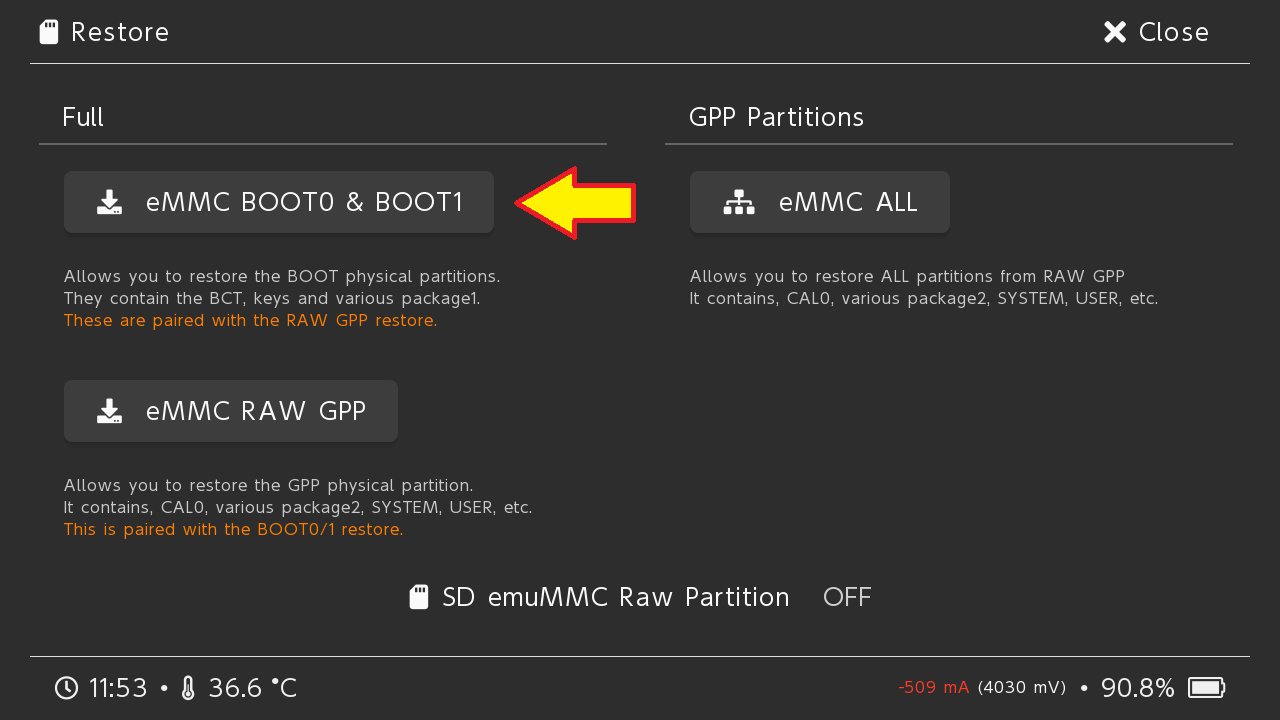 Restore
Close
Full
eMMC BOOT0 & BOOT1
Allows you to restore the BOOT physical partitions.
They contain the BCT, keys and various package1.
These are paired with the RAW GPP restore.
eMMC RAW GPP
Allows you to restore the GPP physical partition.
It contains, CAL0, various package2, SYSTEM, USER, etc.
This is paired with the BOOT0/1 restore.
GPP Partitions
eMMC ALL
Allows you to restore ALL partitions from RAW GPP
It contains, CAL0, various package2, SYSTEM, USER, etc.
SD emuMMC Raw Partition OFF
11:53 • 36.6 °C
-509 mA (4030 mV) • 90.8%